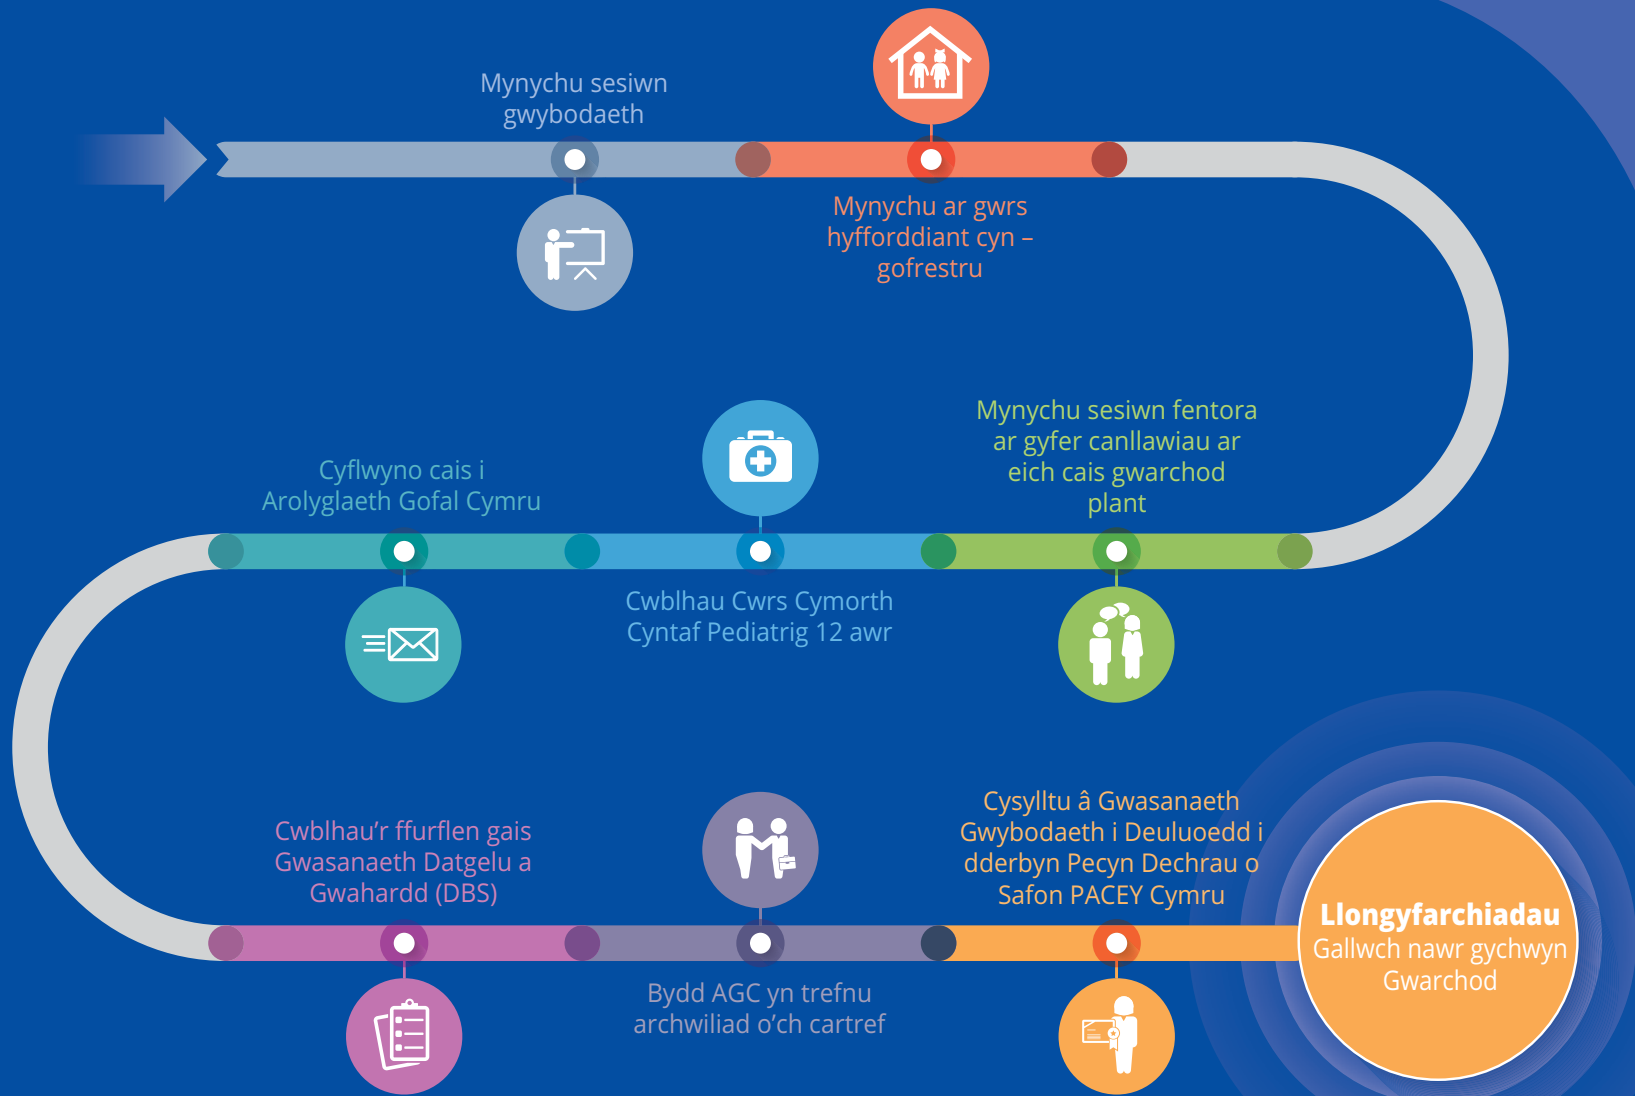 Mynychu sesiwn
gwybodaeth
Mynychu ar gwrs
hyfforddiant cyn –
gofrestru
Mynychu sesiwn fentora
ar gyfer canllawiau ar
eich cais gwarchod
plant
Cwblhau Cwrs Cymorth
Cyntaf Pediatrig 12 awr
Cyflwyno cais i
Arolyglaeth Gofal Cymru
Cwblhau’r ffurflen gais
Gwasanaeth Datgelu a
Gwahardd (DBS)
Bydd AGC yn trefnu
archwiliad o’ch cartref
Cysylltu â Gwasanaeth
Gwybodaeth i Deuluoedd i
dderbyn Pecyn Dechrau o
Safon PACEY Cymru
Llongyfarchiadau
Gallwch nawr gychwyn
Gwarchod